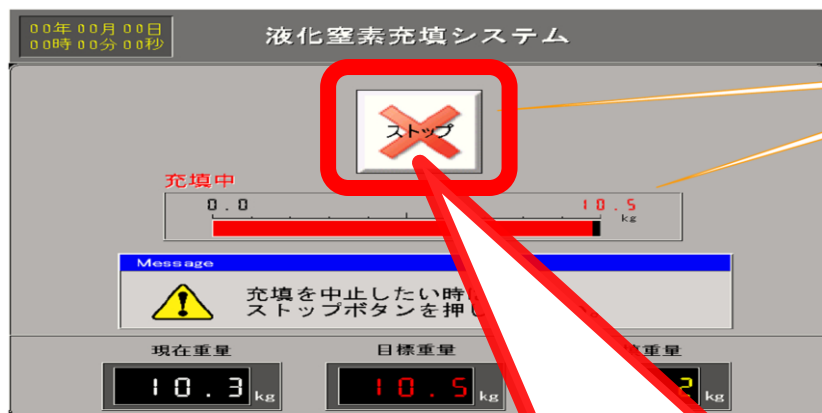 00年00月00日
00時00分00秒
液化窒素充填システム
ストップ
充填中
0.0
10.5
kg
Message
充填を中止したい時
ストップボタンを押し
現在重量
目標重量
重量
10.3 kg
10.5 kg
2 kg